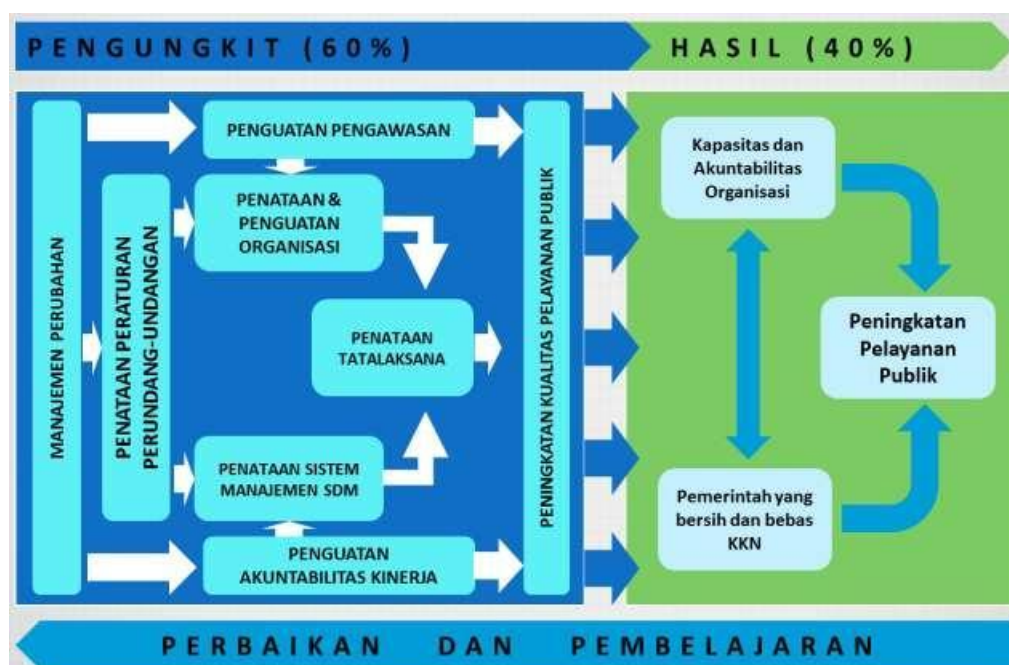 PENGUNGKIT (60%)
HASIL (40%)
MANAJEMEN PERUBAHAN
PENATAAN PERATURAN
PERUNDANG-UNDANGAN
PENGUATAN PENGAWASAN
PENATAAN &
PENGUATAN
ORGANISASI
PENATAAN
TATALAKSANA
PENATAAN SISTEM
MANAJEMEN SDM
PENGUATAN
AKUNTABILITAS KINERJA
PENINGKATAN KUALITAS PELAYANAN PUBLIK
Kapasitas dan
Akuntabilitas
Organisasi
Peningkatan
Pelayanan
Publik
Pemerintah yang
bersih dan bebas
KKN
PERBAIKAN DAN PEMBELAJARAN